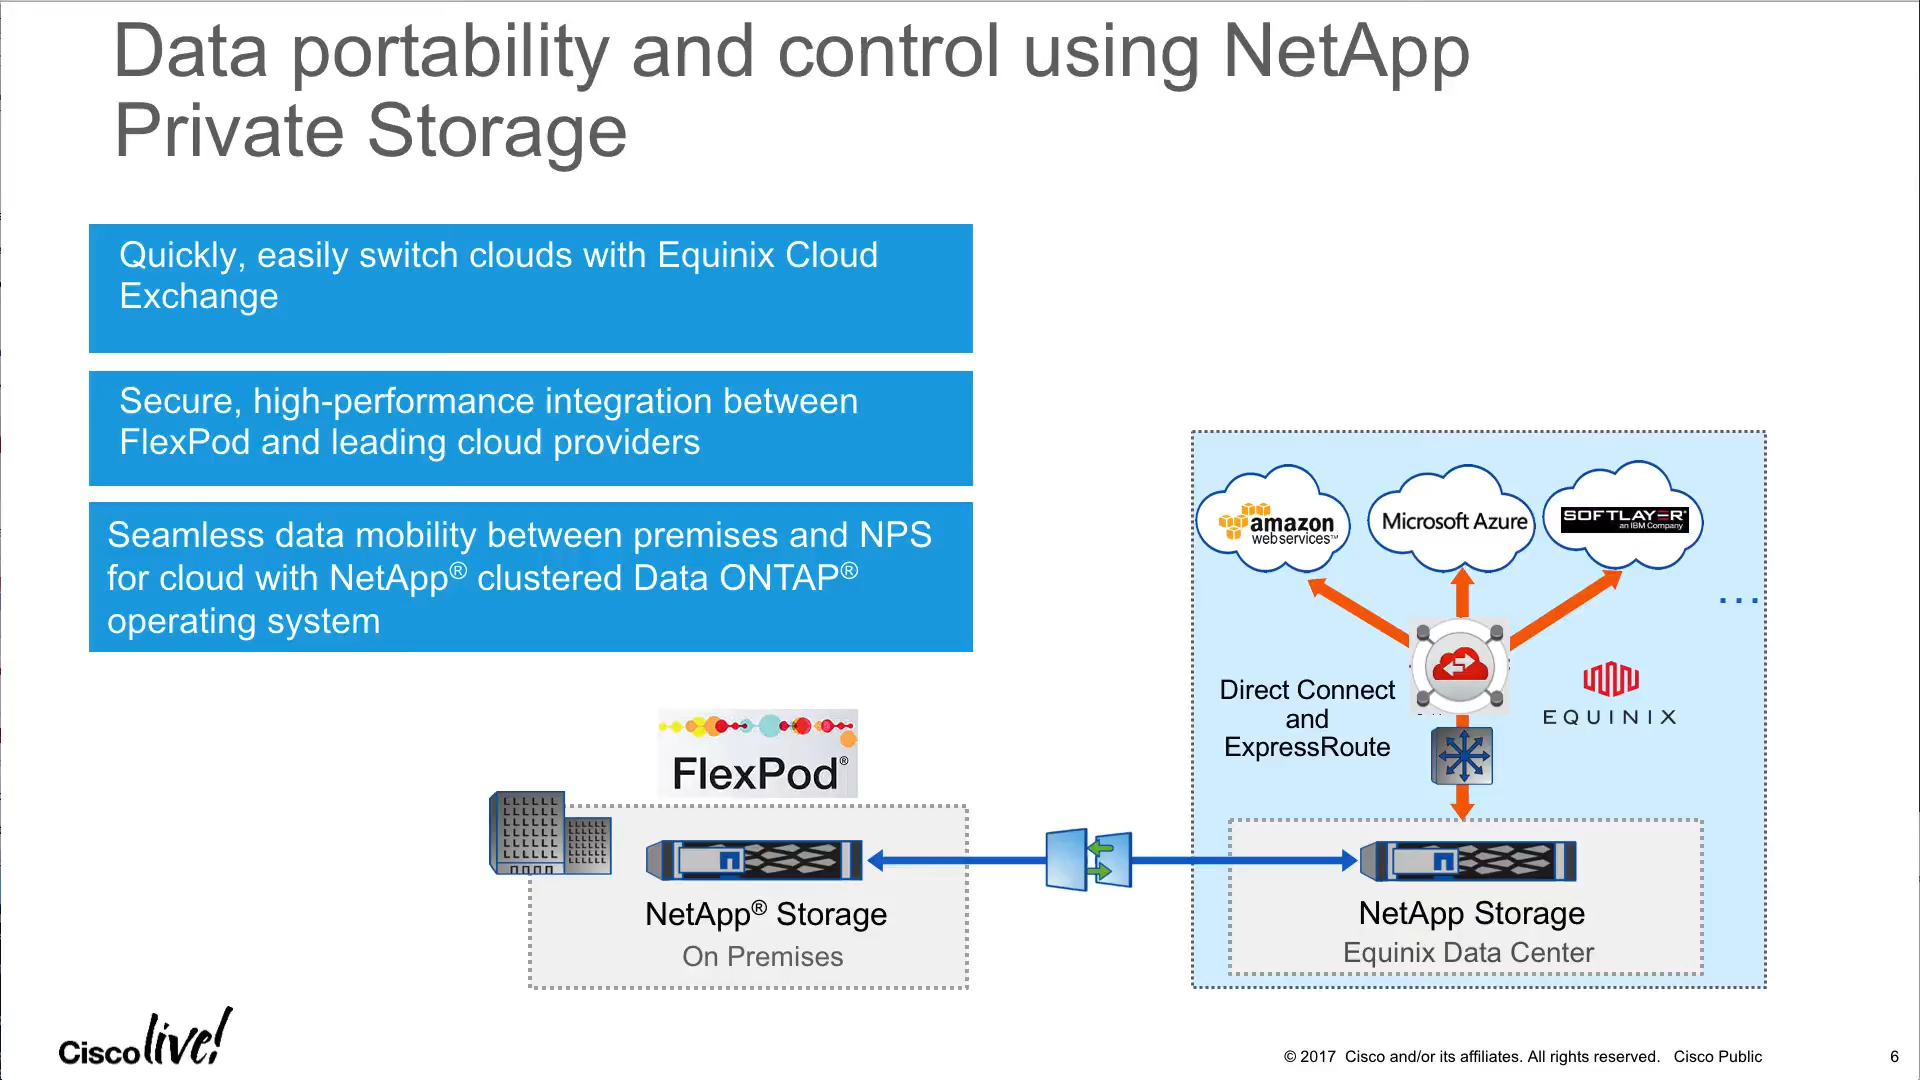 Data portability and control using NetApp
Private Storage
Quickly, easily switch clouds with Equinix Cloud
Exchange
Secure, high-performance integration between
FlexPod and leading cloud providers
Seamless data mobility between premises and NPS
for cloud with NetApp® clustered Data ONTAP®
operating system
FlexPod®
NetApp® Storage
On Premises
amazon
webservices™
Microsoft Azure
SOFTLAYER®
an IBM Company
...
Direct Connect
and
ExpressRoute
EQUINIX
NetApp Storage
Equinix Data Center
Cisco live!
© 2017 Cisco and/or its affiliates. All rights reserved. Cisco Public
6